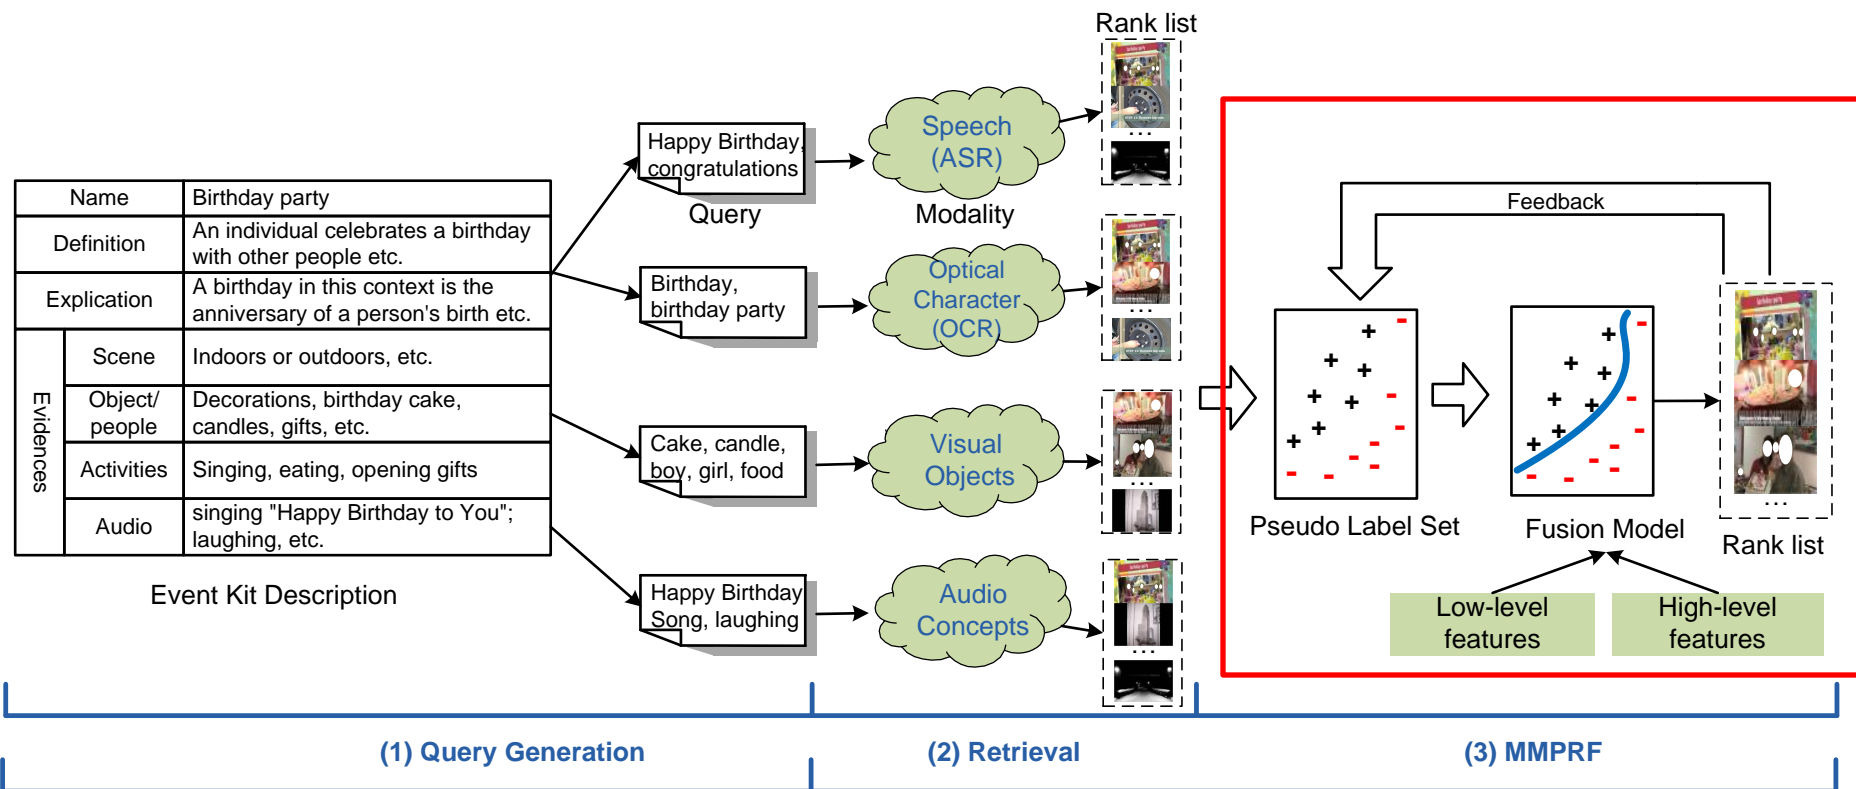 Rank list
Happy Birthday,
congratulations
Speech
(ASR)
...
Query
Modality
Name
Birthday party
Definition
An individual celebrates a birthday
with other people etc.
Explication
A birthday in this context is the
anniversary of a person's birth etc.
Evidences
Scene
Indoors or outdoors, etc.
Object/
people
Decorations, birthday cake,
candles, gifts, etc.
Activities
Singing, eating, opening gifts
Audio
singing "Happy Birthday to You";
laughing, etc.
Event Kit Description
Birthday,
birthday party
Optical
Character
(OCR)
...
Cake, candle,
boy, girl, food
Visual
Objects
...
Happy Birthday
Song, laughing
Audio
Concepts
...
Feedback
Pseudo Label Set
Fusion Model
...
Rank list
Low-level
features
High-level
features
(1) Query Generation
(2) Retrieval
(3) MMPRF